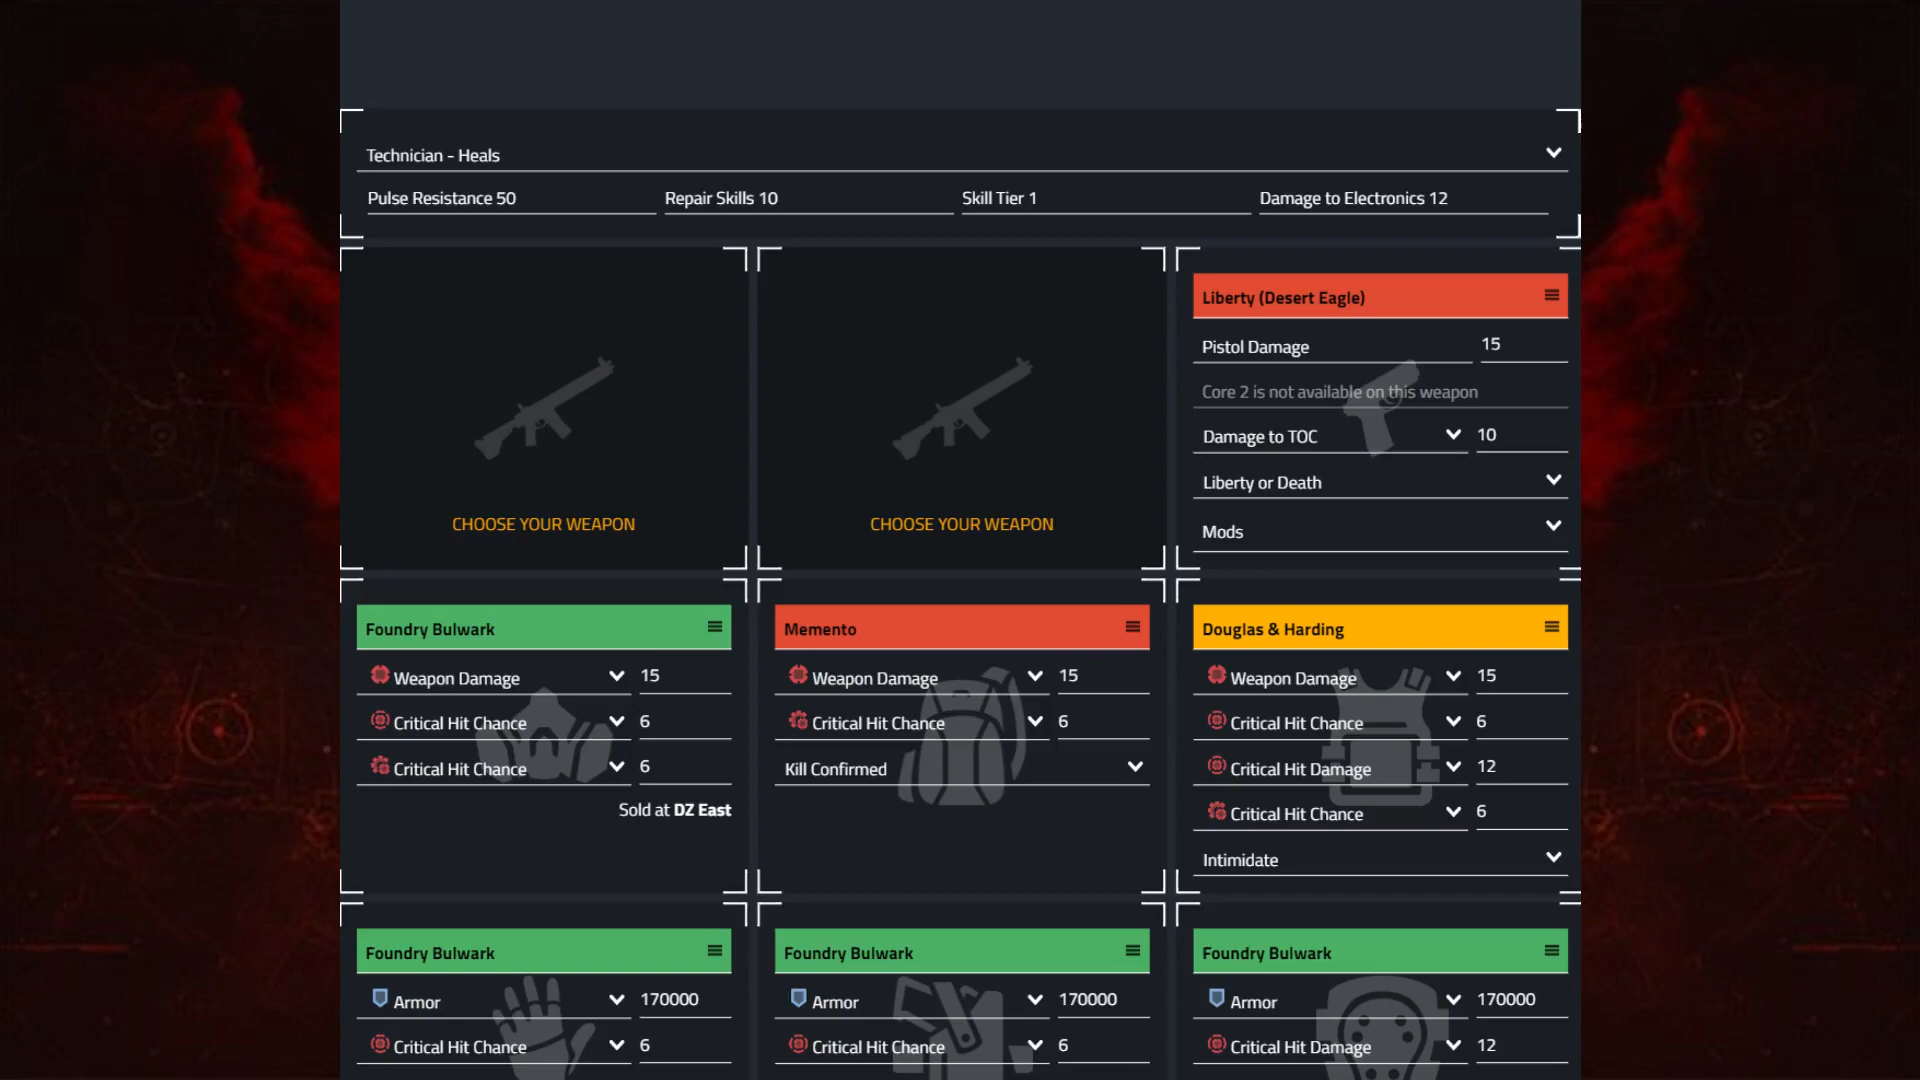 Technician - Heals
Pulse Resistance 50
Repair Skills 10
Skill Tier 1
Damage to Electronics 12
CHOOSE YOUR WEAPON
CHOOSE YOUR WEAPON
Liberty (Desert Eagle)
Pistol Damage 15
Core 2 is not available on this weapon
Damage to TOC 10
Liberty or Death
Mods
Foundry Bulwark
Weapon Damage 15
Critical Hit Chance 6
Critical Hit Chance 6
Sold at DZ East
Memento
Weapon Damage 15
Critical Hit Chance 6
Kill Confirmed
Douglas & Harding
Weapon Damage 15
Critical Hit Chance 6
Critical Hit Damage 12
Critical Hit Chance 6
Intimidate
Foundry Bulwark
Armor 170000
Critical Hit Chance 6
Foundry Bulwark
Armor 170000
Critical Hit Chance 6
Foundry Bulwark
Armor 170000
Critical Hit Damage 12